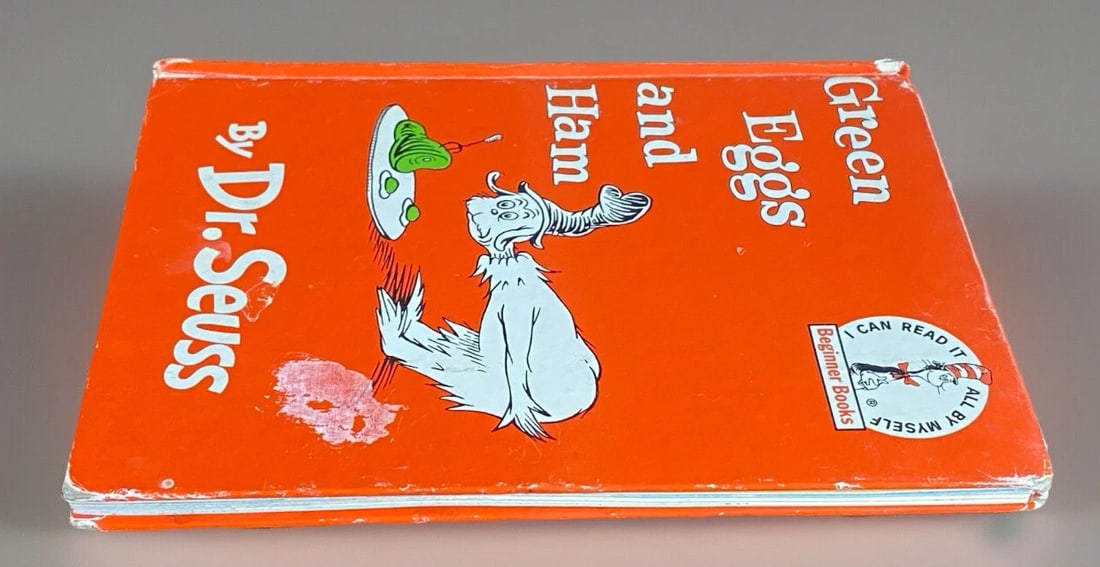 Green
Eggs
and
Ham
I CAN READ IT ALL BY MYSELF
Beginner Books
®
By Dr. Seuss